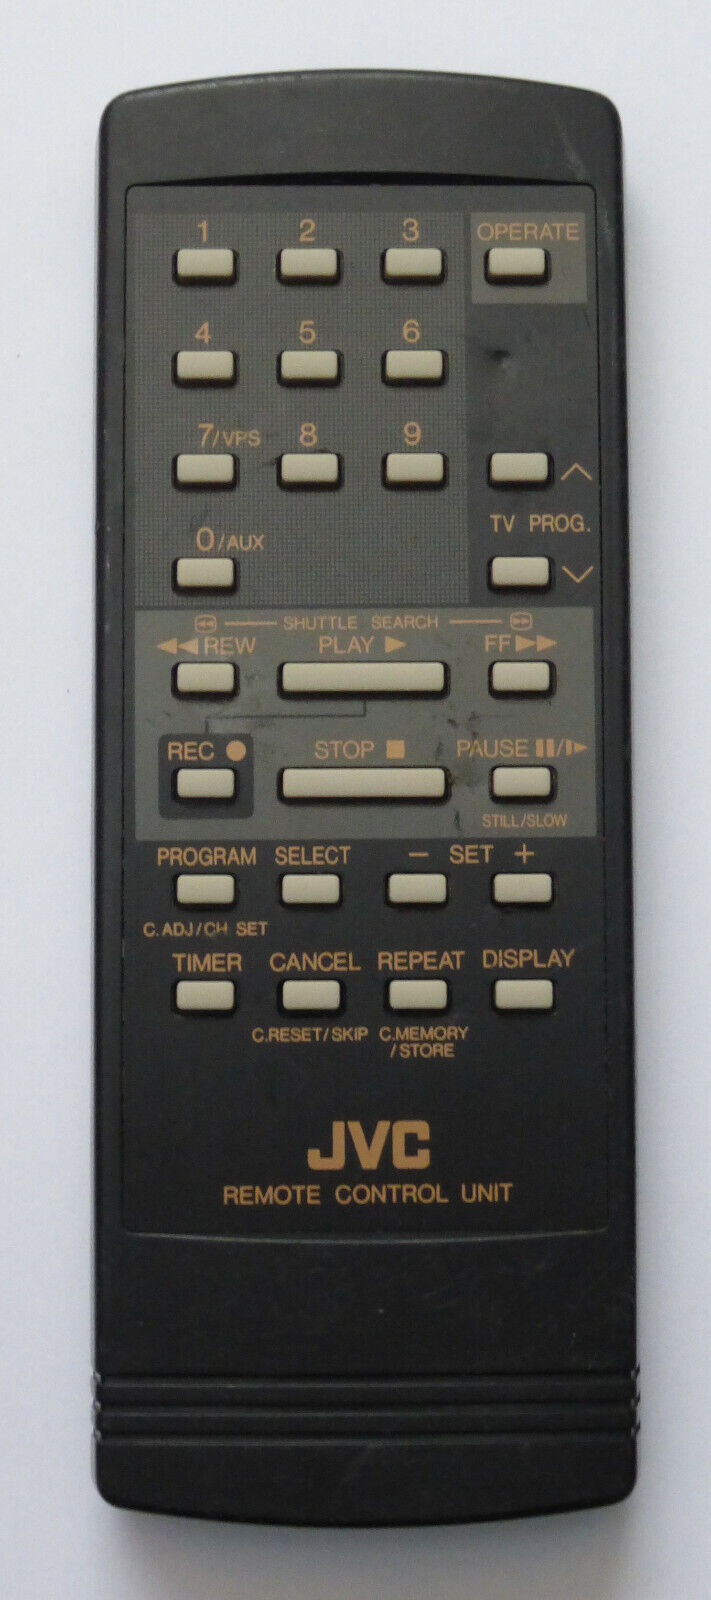 1 2 3 OPERATE
4 5 6
7/VPS 8 9
TV PROG.
0/AUX
SHUTTLE SEARCH
REW PLAY FF
REC STOP PAUSE
STILL/SLOW
PROGRAM SELECT - SET +
C.ADJ/CH SET
TIMER CANCEL REPEAT DISPLAY
C.RESET/SKIP C.MEMORY
/STORE
JVC
REMOTE CONTROL UNIT